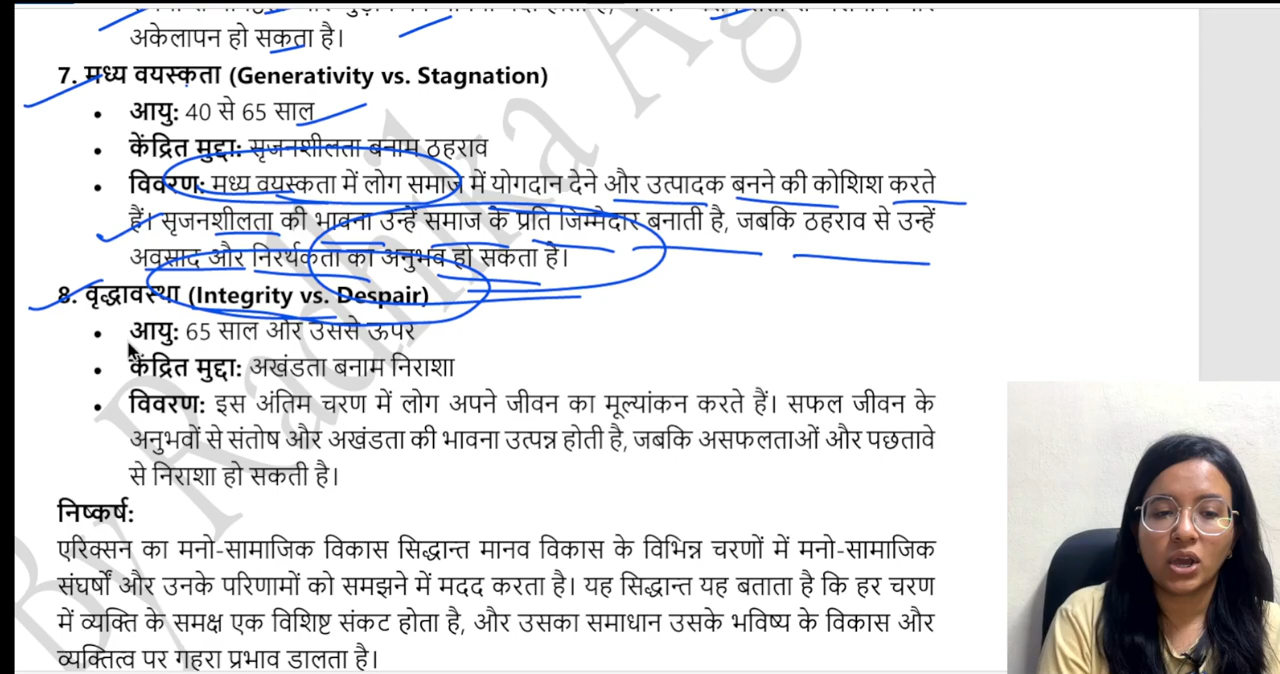 अकेलापन हो सकता है।
7. मध्य वयस्कता (Generativity vs. Stagnation)
• आयु: 40 से 65 साल
• केंद्रित मुद्दा: सृजनशीलता बनाम ठहराव
• विवरण: मध्य वयस्कता में लोग समाज में योगदान देने और उत्पादक बनने की कोशिश करते
हैं। सृजनशीलता की भावना उन्हें समाज के प्रति जिम्मेदार बनाती है, जबकि ठहराव से उन्हें
अवसाद और निरर्थकता का अनुभव हो सकता है।
8. वृद्धावस्था (Integrity vs. Despair)
• आयु: 65 साल और उससे ऊपर
• केंद्रित मुद्दा: अखंडता बनाम निराशा
• विवरण: इस अंतिम चरण में लोग अपने जीवन का मूल्यांकन करते हैं। सफल जीवन के
अनुभवों से संतोष और अखंडता की भावना उत्पन्न होती है, जबकि असफलताओं और पछतावे
से निराशा हो सकती है।
निष्कर्ष:
एरिक्सन का मनो-सामाजिक विकास सिद्धान्त मानव विकास के विभिन्न चरणों में मनो-सामाजिक
संघर्षों और उनके परिणामों को समझने में मदद करता है। यह सिद्धान्त यह बताता है कि हर चरण
में व्यक्ति के समक्ष एक विशिष्ट संकट होता है, और उसका समाधान उसके भविष्य के विकास और
व्यक्तित्व पर गहरा प्रभाव डालता है।
By Radhika